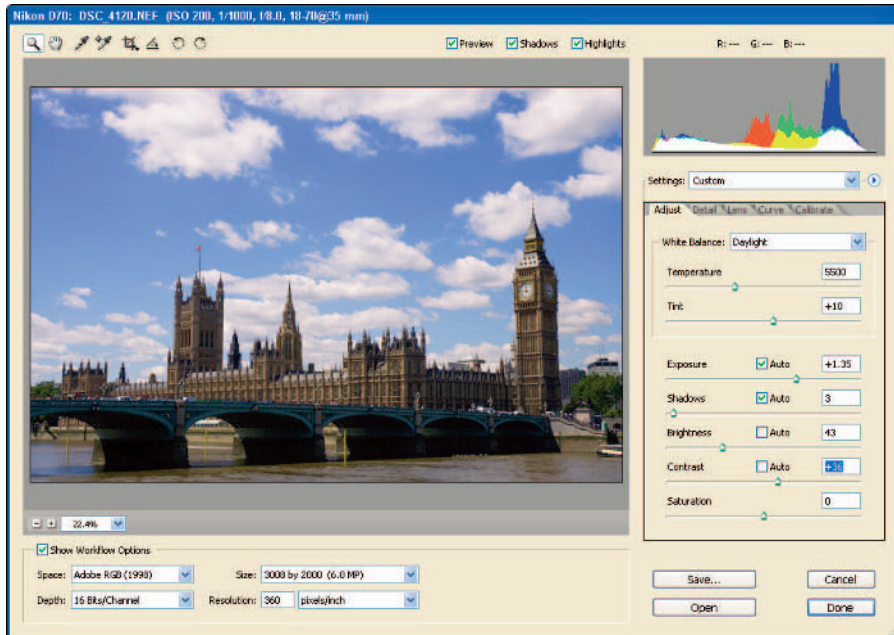 Nikon D70: DSC_4120.NEF (ISO 200, 1/1000, f/8.0, 18-70@35 mm)
Preview Shadows Highlights R: --- G: --- B: ---
Settings: Custom
Adjust Detail Lens Curve Calibrate
White Balance: Daylight
Temperature 5500
Tint +10
Exposure Auto +1.35
Shadows Auto 3
Brightness Auto 43
Contrast Auto +36
Saturation 0
22.4%
Show Workflow Options
Space: Adobe RGB (1998) Size: 3008 by 2000 (6.0 MP)
Depth: 16 Bits/Channel Resolution: 360 pixels/inch
Save... Cancel
Open Done